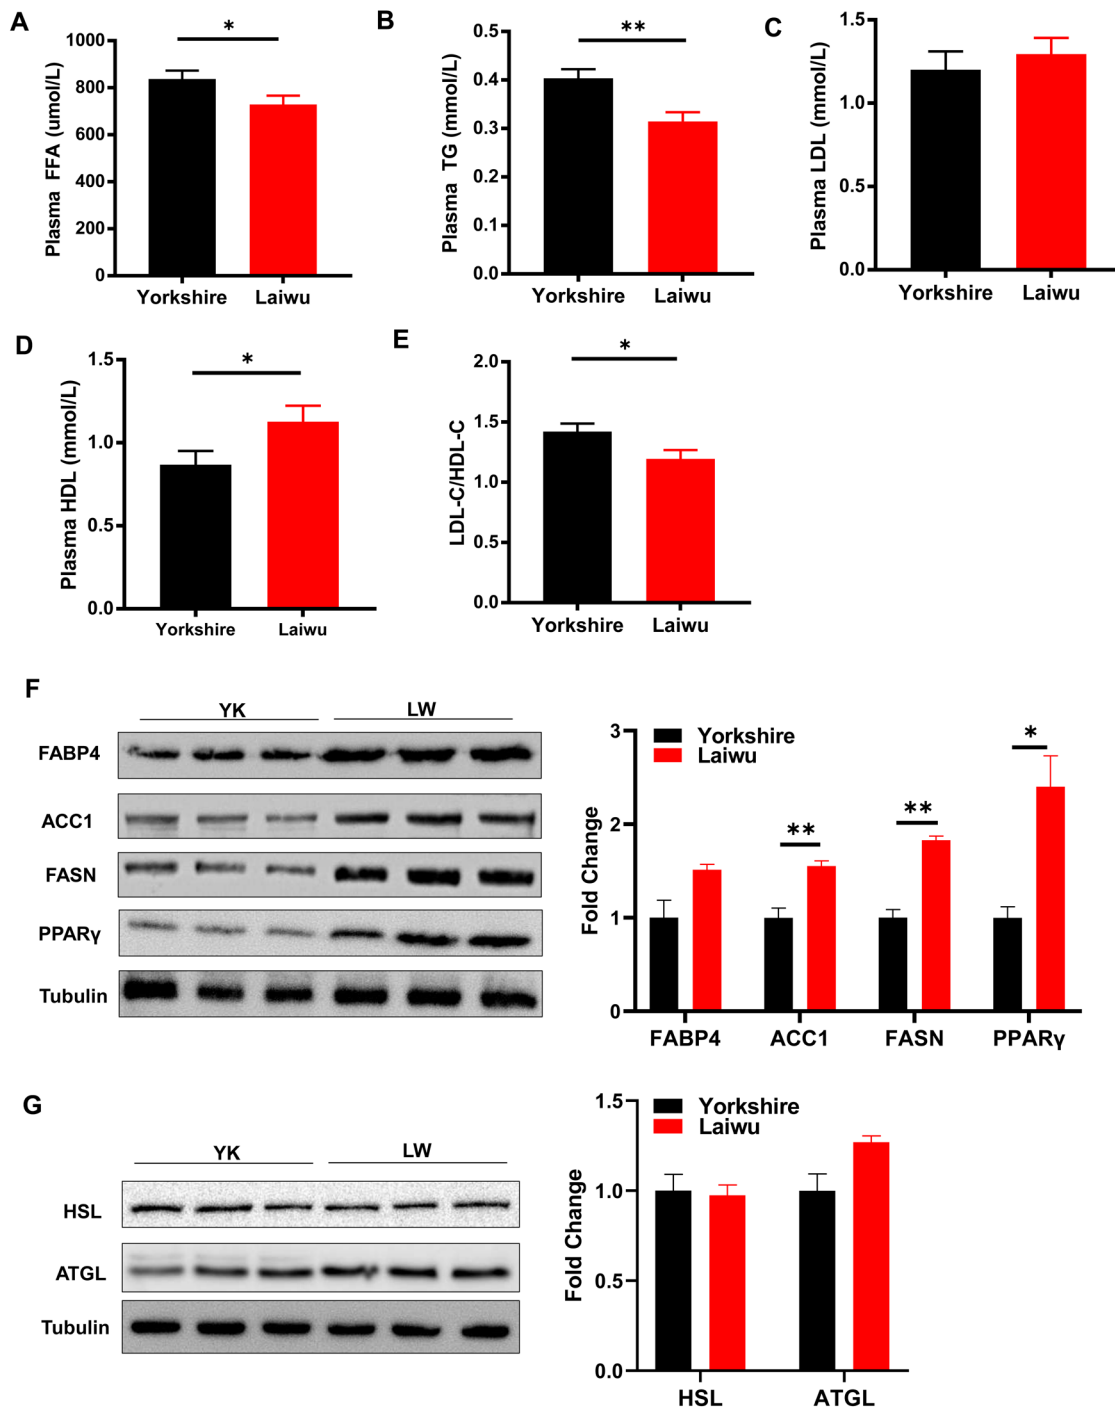 A
*
1000
800
600
400
200
0
Plasma FFA (umol/L)
Yorkshire Laiwu
B
**
0.5
0.4
0.3
0.2
0.1
0.0
Plasma TG (mmol/L)
Yorkshire Laiwu
C
1.5
1.0
0.5
0.0
Plasma LDL (mmol/L)
Yorkshire Laiwu
D
*
1.5
1.0
0.5
0.0
Plasma HDL (mmol/L)
Yorkshire Laiwu
E
*
2.0
1.5
1.0
0.5
0.0
LDL-C/HDL-C
Yorkshire Laiwu
F
YK LW
FABP4
ACC1
FASN
PPARγ
Tubulin
Yorkshire
Laiwu
*
**
**
3
2
1
0
Fold Change
FABP4 ACC1 FASN PPARγ
G
YK LW
HSL
ATGL
Tubulin
Yorkshire
Laiwu
1.5
1.0
0.5
0.0
Fold Change
HSL ATGL